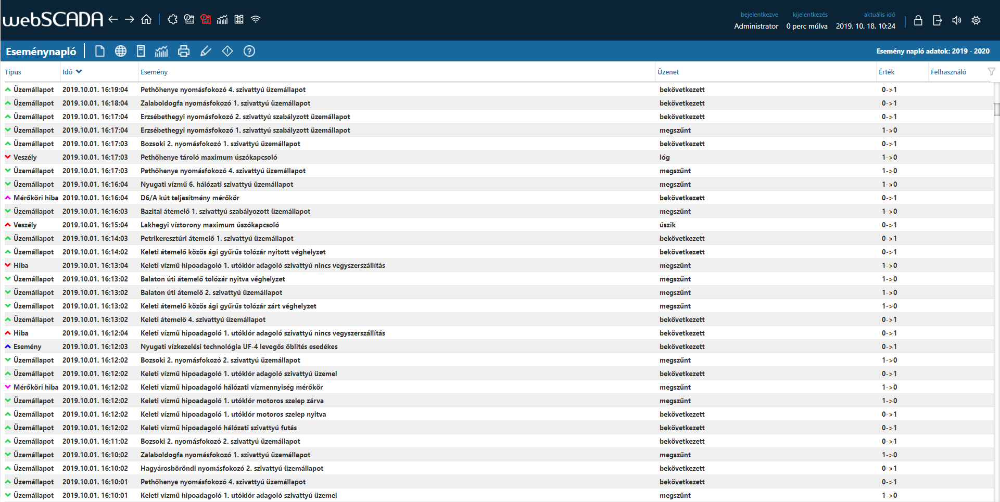 webSCADA
bejelentkezve kijelentkezés aktuális idő
Administrator 0 perc múlva 2019. 10. 18. 10:24
Eseménynapló Esemény napló adatok: 2019 - 2020
Típus Idő Esemény Üzenet Érték Felhasználó
Üzemállapot 2019.10.01. 16:19:04 Pethőhenye nyomásfokozó 4. szivattyú üzemállapot bekövetkezett 0->1
Üzemállapot 2019.10.01. 16:18:04 Zalaboldogfa nyomásfokozó 1. szivattyú üzemállapot bekövetkezett 0->1
Üzemállapot 2019.10.01. 16:17:04 Erzsébethegyi nyomásfokozó 2. szivattyú szabályzott üzemállapot bekövetkezett 0->1
Üzemállapot 2019.10.01. 16:17:04 Erzsébethegyi nyomásfokozó 1. szivattyú szabályzott üzemállapot megszűnt 1->0
Üzemállapot 2019.10.01. 16:17:03 Bozsoki 2. nyomásfokozó 1. szivattyú üzemállapot bekövetkezett 0->1
Veszély 2019.10.01. 16:17:03 Pethőhenye tároló maximum úszókapcsoló lóg 1->0
Üzemállapot 2019.10.01. 16:17:03 Pethőhenye nyomásfokozó 4. szivattyú üzemállapot megszűnt 1->0
Üzemállapot 2019.10.01. 16:16:04 Nyugati vízmű 6. hálózati szivattyú üzemállapot megszűnt 1->0
Mérőköri hiba 2019.10.01. 16:16:04 D6/A kút teljesítmény mérőkör bekövetkezett 0->1
Üzemállapot 2019.10.01. 16:16:03 Bazitai átemelő 1. szivattyú szabályozott üzemállapot megszűnt 1->0
Veszély 2019.10.01. 16:15:04 Lakhegyi víztorony maximum úszókapcsoló úszik 0->1
Üzemállapot 2019.10.01. 16:14:03 Petrikeresztúri átemelő 1. szivattyú üzemállapot bekövetkezett 0->1
Üzemállapot 2019.10.01. 16:14:02 Keleti átemelő közös ági gyűrűs tolózár nyitott véghelyzet bekövetkezett 0->1
Hiba 2019.10.01. 16:13:04 Keleti vízmű hipoadagoló 1. utóklór adagoló szivattyú nincs vegyszerszállítás megszűnt 1->0
Üzemállapot 2019.10.01. 16:13:02 Balaton úti átemelő tolózár nyitva véghelyzet megszűnt 1->0
Üzemállapot 2019.10.01. 16:13:02 Balaton úti átemelő 2. szivattyú üzemállapot megszűnt 1->0
Üzemállapot 2019.10.01. 16:13:02 Keleti átemelő közös ági gyűrűs tolózár zárt véghelyzet megszűnt 1->0
Üzemállapot 2019.10.01. 16:13:02 Keleti átemelő 4. szivattyú üzemállapot bekövetkezett 0->1
Hiba 2019.10.01. 16:12:04 Keleti vízmű hipoadagoló 1. utóklór adagoló szivattyú nincs vegyszerszállítás bekövetkezett 0->1
Esemény 2019.10.01. 16:12:03 Nyugati vízkezelési technológia UF-4 levegős öblítés esedékes bekövetkezett 0->1
Üzemállapot 2019.10.01. 16:12:02 Bozsoki 2. nyomásfokozó 2. szivattyú üzemállapot megszűnt 1->0
Üzemállapot 2019.10.01. 16:12:02 Keleti vízmű hipoadagoló 1. utóklór adagoló szivattyú üzemel bekövetkezett 0->1
Mérőköri hiba 2019.10.01. 16:12:02 Keleti vízmű hipoadagoló hálózati vízmennyiség mérőkör megszűnt 1->0
Üzemállapot 2019.10.01. 16:12:02 Keleti vízmű hipoadagoló 1. utóklór motoros szelep zárva megszűnt 1->0
Üzemállapot 2019.10.01. 16:12:02 Keleti vízmű hipoadagoló 1. utóklór motoros szelep nyitva bekövetkezett 0->1
Üzemállapot 2019.10.01. 16:12:02 Keleti vízmű hipoadagoló hálózati szivattyú futás bekövetkezett 0->1
Üzemállapot 2019.10.01. 16:11:02 Bozsoki 2. nyomásfokozó 2. szivattyú üzemállapot bekövetkezett 0->1
Üzemállapot 2019.10.01. 16:10:02 Zalaboldogfa nyomásfokozó 1. szivattyú üzemállapot megszűnt 1->0
Üzemállapot 2019.10.01. 16:10:02 Hagyárosböröndi nyomásfokozó 2. szivattyú üzemállapot bekövetkezett 0->1
Üzemállapot 2019.10.01. 16:10:01 Pethőhenye nyomásfokozó 4. szivattyú üzemállapot bekövetkezett 0->1
Üzemállapot 2019.10.01. 16:10:01 Keleti vízmű hipoadagoló 1. utóklór adagoló szivattyú üzemel megszűnt 1->0